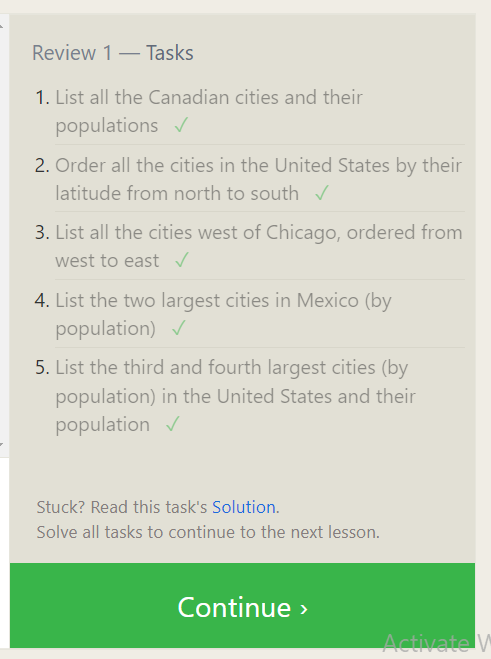 Review 1 — Tasks
1. List all the Canadian cities and their
populations ✓
2. Order all the cities in the United States by their
latitude from north to south ✓
3. List all the cities west of Chicago, ordered from
west to east ✓
4. List the two largest cities in Mexico (by
population) ✓
5. List the third and fourth largest cities (by
population) in the United States and their
population ✓
Stuck? Read this task's Solution.
Solve all tasks to continue to the next lesson.
Continue ›
Activate W